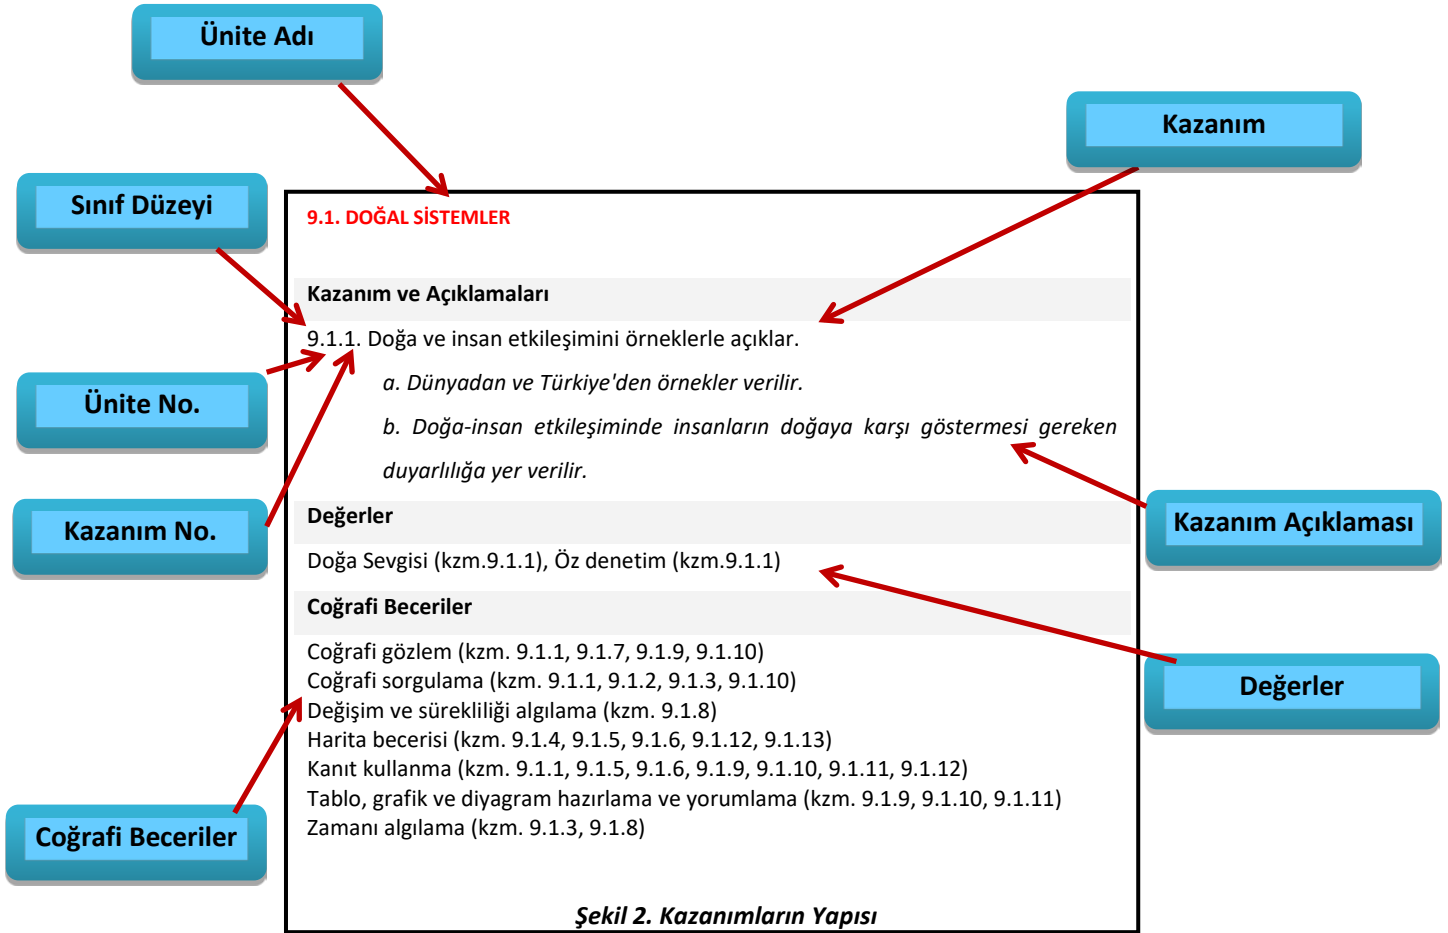 Ünite Adı
Kazanım
Sınıf Düzeyi
9.1. DOĞAL SİSTEMLER
Kazanım ve Açıklamaları
9.1.1. Doğa ve insan etkileşimini örneklerle açıklar.
a. Dünyadan ve Türkiye'den örnekler verilir.
Ünite No.
b. Doğa-insan etkileşiminde insanların doğaya karşı göstermesi gereken
duyarlılığa yer verilir.
Değerler
Kazanım No.
Kazanım Açıklaması
Doğa Sevgisi (kzm.9.1.1), Öz denetim (kzm.9.1.1)
Coğrafi Beceriler
Coğrafi gözlem (kzm. 9.1.1, 9.1.7, 9.1.9, 9.1.10)
Coğrafi sorgulama (kzm. 9.1.1, 9.1.2, 9.1.3, 9.1.10)
Değerler
Değişim ve sürekliliği algılama (kzm. 9.1.8)
Harita becerisi (kzm. 9.1.4, 9.1.5, 9.1.6, 9.1.12, 9.1.13)
Kanıt kullanma (kzm. 9.1.1, 9.1.5, 9.1.6, 9.1.9, 9.1.10, 9.1.11, 9.1.12)
Tablo, grafik ve diyagram hazırlama ve yorumlama (kzm. 9.1.9, 9.1.10, 9.1.11)
Zamanı algılama (kzm. 9.1.3, 9.1.8)
Coğrafi Beceriler
Şekil 2. Kazanımların Yapısı